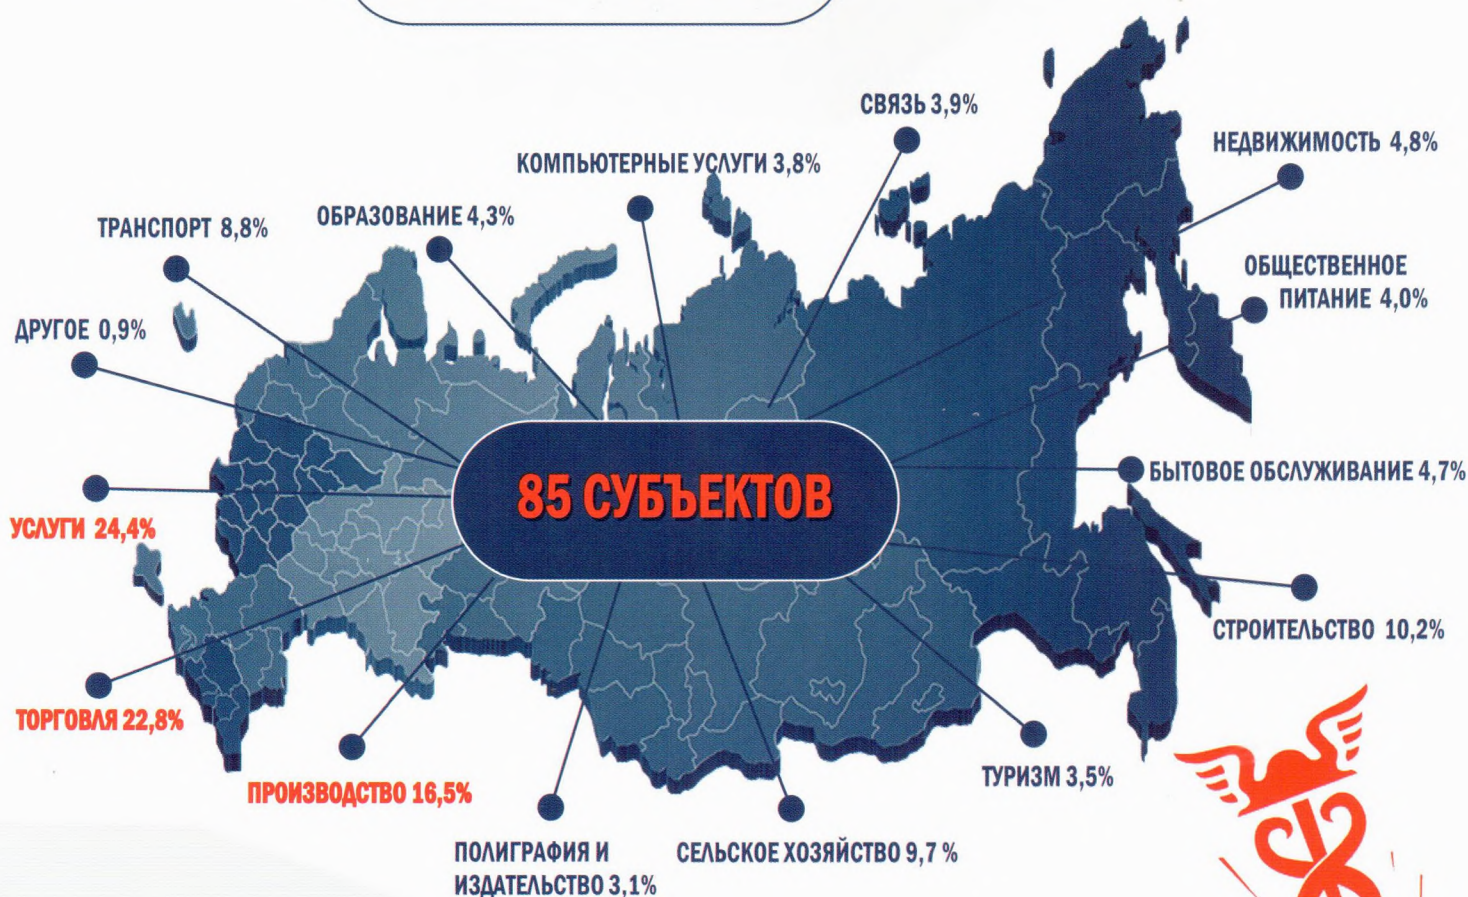 СВЯЗЬ 3,9%
НЕДВИЖИМОСТЬ 4,8%
КОМПЬЮТЕРНЫЕ УСЛУГИ 3,8%
ОБРАЗОВАНИЕ 4,3%
ТРАНСПОРТ 8,8%
ОБЩЕСТВЕННОЕ
ПИТАНИЕ 4,0%
ДРУГОЕ 0,9%
85 СУБЪЕКТОВ
БЫТОВОЕ ОБСЛУЖИВАНИЕ 4,7%
УСЛУГИ 24,4%
СТРОИТЕЛЬСТВО 10,2%
ТОРГОВЛЯ 22,8%
ТУРИЗМ 3,5%
ПРОИЗВОДСТВО 16,5%
ПОЛИГРАФИЯ И
ИЗДАТЕЛЬСТВО 3,1%
СЕЛЬСКОЕ ХОЗЯЙСТВО 9,7 %